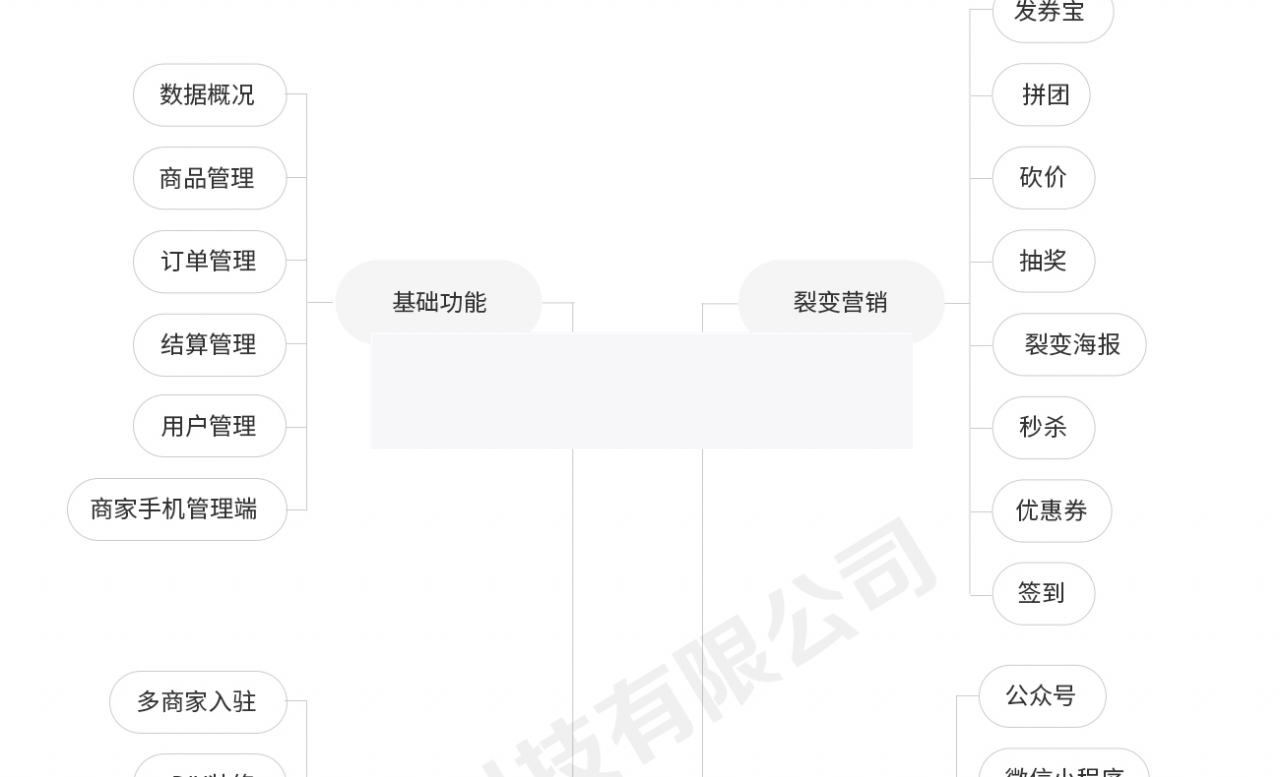 数据概况
商品管理
订单管理
结算管理
用户管理
商家手机管理端
基础功能
裂变营销
发券宝
拼团
砍价
抽奖
裂变海报
秒杀
优惠券
签到
多商家入驻
公众号
微信小程序
技有限公司